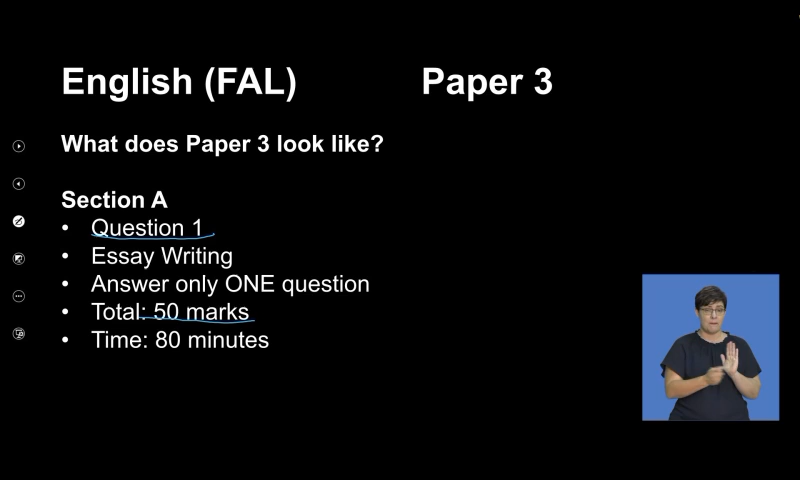 English (FAL) Paper 3
What does Paper 3 look like?
Section A
• Question 1
• Essay Writing
• Answer only ONE question
• Total: 50 marks
• Time: 80 minutes